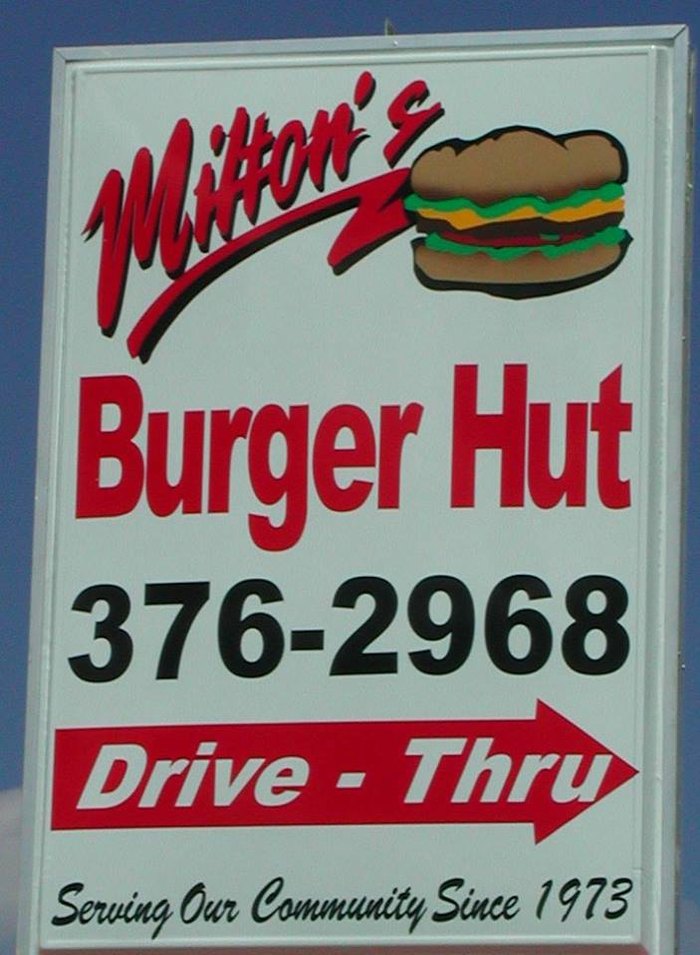 Milton's
Burger Hut
376-2968
Drive - Thru
Serving Our Community Since 1973